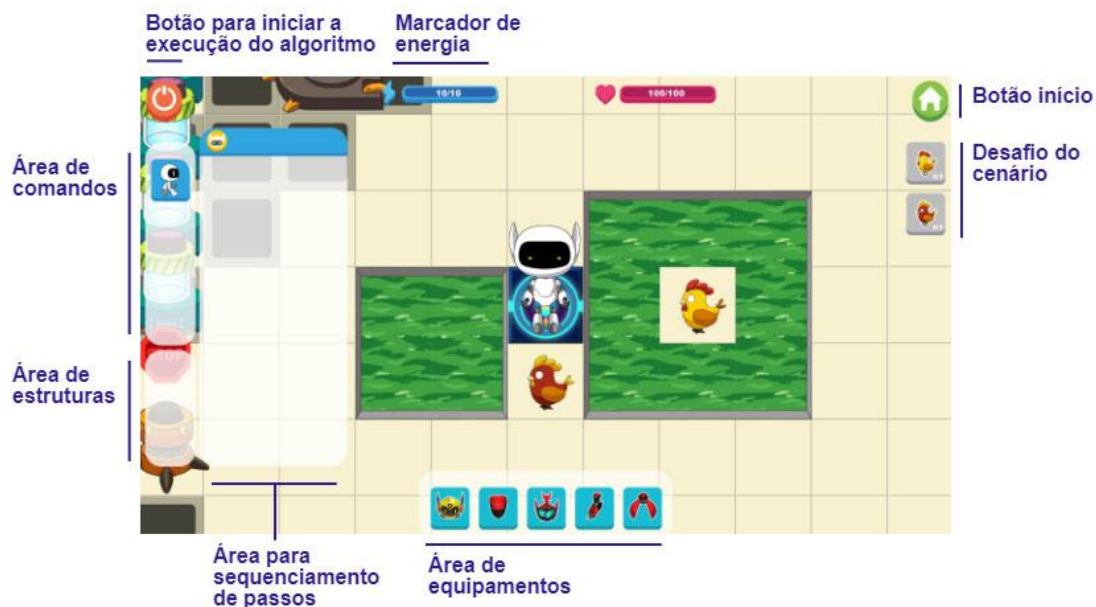 Botão para iniciar a
execução do algoritmo
Marcador de
energia
10/10
100/100
Botão início
Área de
comandos
Desafio do
cenário
STOP
Área de
estruturas
Área para
sequenciamento
de passos
Área de
equipamentos